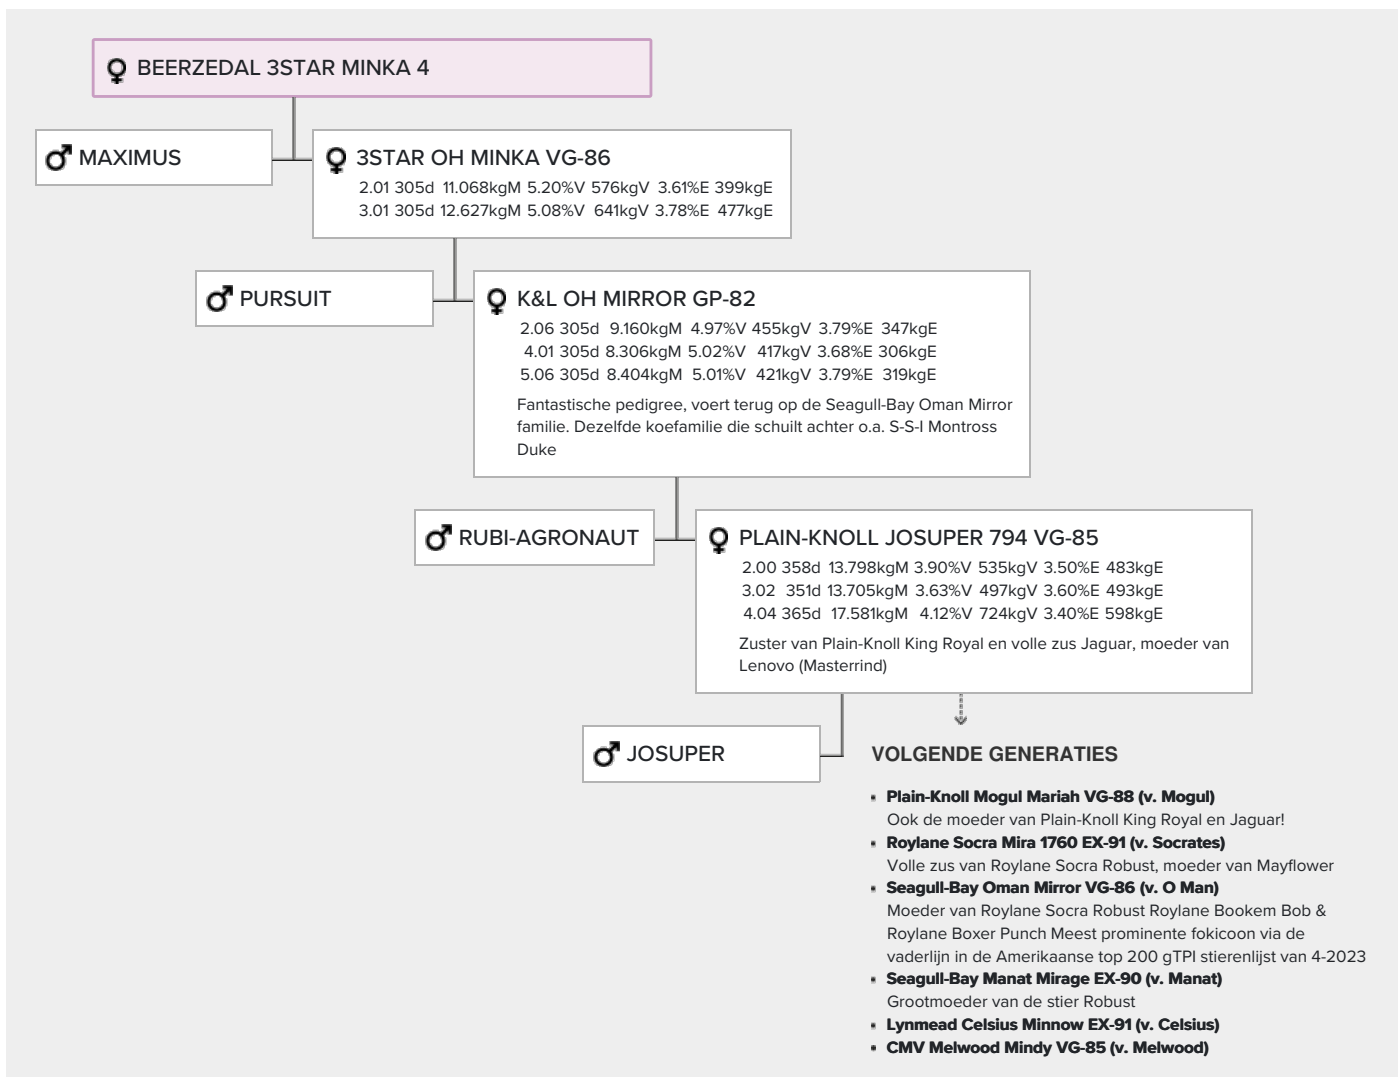 BEERZEDAL 3STAR MINKA 4
MAXIMUS
3STAR OH MINKA VG-86
2.01 305d 11.068kgM 5.20%V 576kgV 3.61%E 399kgE
3.01 305d 12.627kgM 5.08%V 641kgV 3.78%E 477kgE
PURSUIT
K&L OH MIRROR GP-82
2.06 305d 9.160kgM 4.97%V 455kgV 3.79%E 347kgE
4.01 305d 8.306kgM 5.02%V 417kgV 3.68%E 306kgE
5.06 305d 8.404kgM 5.01%V 421kgV 3.79%E 319kgE
Fantastische pedigree, voert terug op de Seagull-Bay Oman Mirror
familie. Dezelfde koefamilie die schuilt achter o.a. S-S-I Montross
Duke
RUBI-AGRONAUT
PLAIN-KNOLL JOSUPER 794 VG-85
2.00 358d 13.798kgM 3.90%V 535kgV 3.50%E 483kgE
3.02 351d 13.705kgM 3.63%V 497kgV 3.60%E 493kgE
4.04 365d 17.581kgM 4.12%V 724kgV 3.40%E 598kgE
Zuster van Plain-Knoll King Royal en volle zus Jaguar, moeder van
Lenovo (Masterrind)
JOSUPER
VOLGENDE GENERATIES
▪ Plain-Knoll Mogul Mariah VG-88 (v. Mogul)
Ook de moeder van Plain-Knoll King Royal en Jaguar!
▪ Roylane Socra Mira 1760 EX-91 (v. Socrates)
Volle zus van Roylane Socra Robust, moeder van Mayflower
▪ Seagull-Bay Oman Mirror VG-86 (v. O Man)
Moeder van Roylane Socra Robust Roylane Bookem Bob &
Roylane Boxer Punch Meest prominente fokicoon via de
vaderlijn in de Amerikaanse top 200 gTPI stierenlijst van 4-2023
▪ Seagull-Bay Manat Mirage EX-90 (v. Manat)
Grootmoeder van de stier Robust
▪ Lynmead Celsius Minnow EX-91 (v. Celsius)
▪ CMV Melwood Mindy VG-85 (v. Melwood)